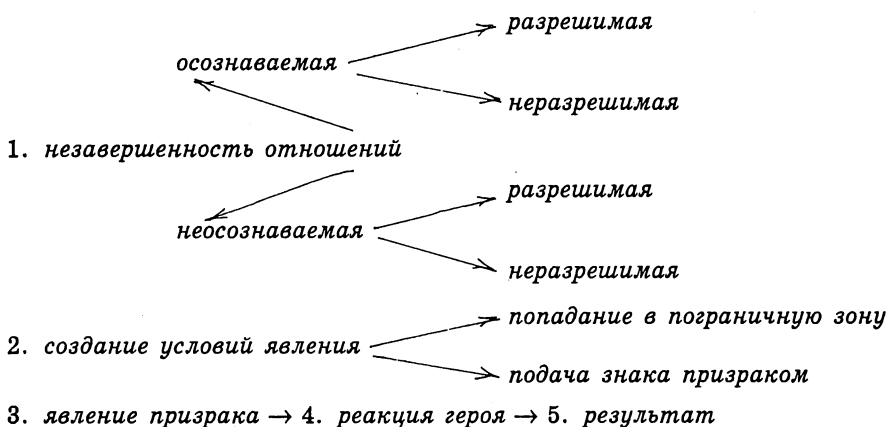 разрешимая
осознаваемая
неразрешимая
1. незавершенность отношений
разрешимая
неосознаваемая
неразрешимая
попадание в пограничную зону
2. создание условий явления
подача знака призраком
3. явление призрака → 4. реакция героя → 5. результат